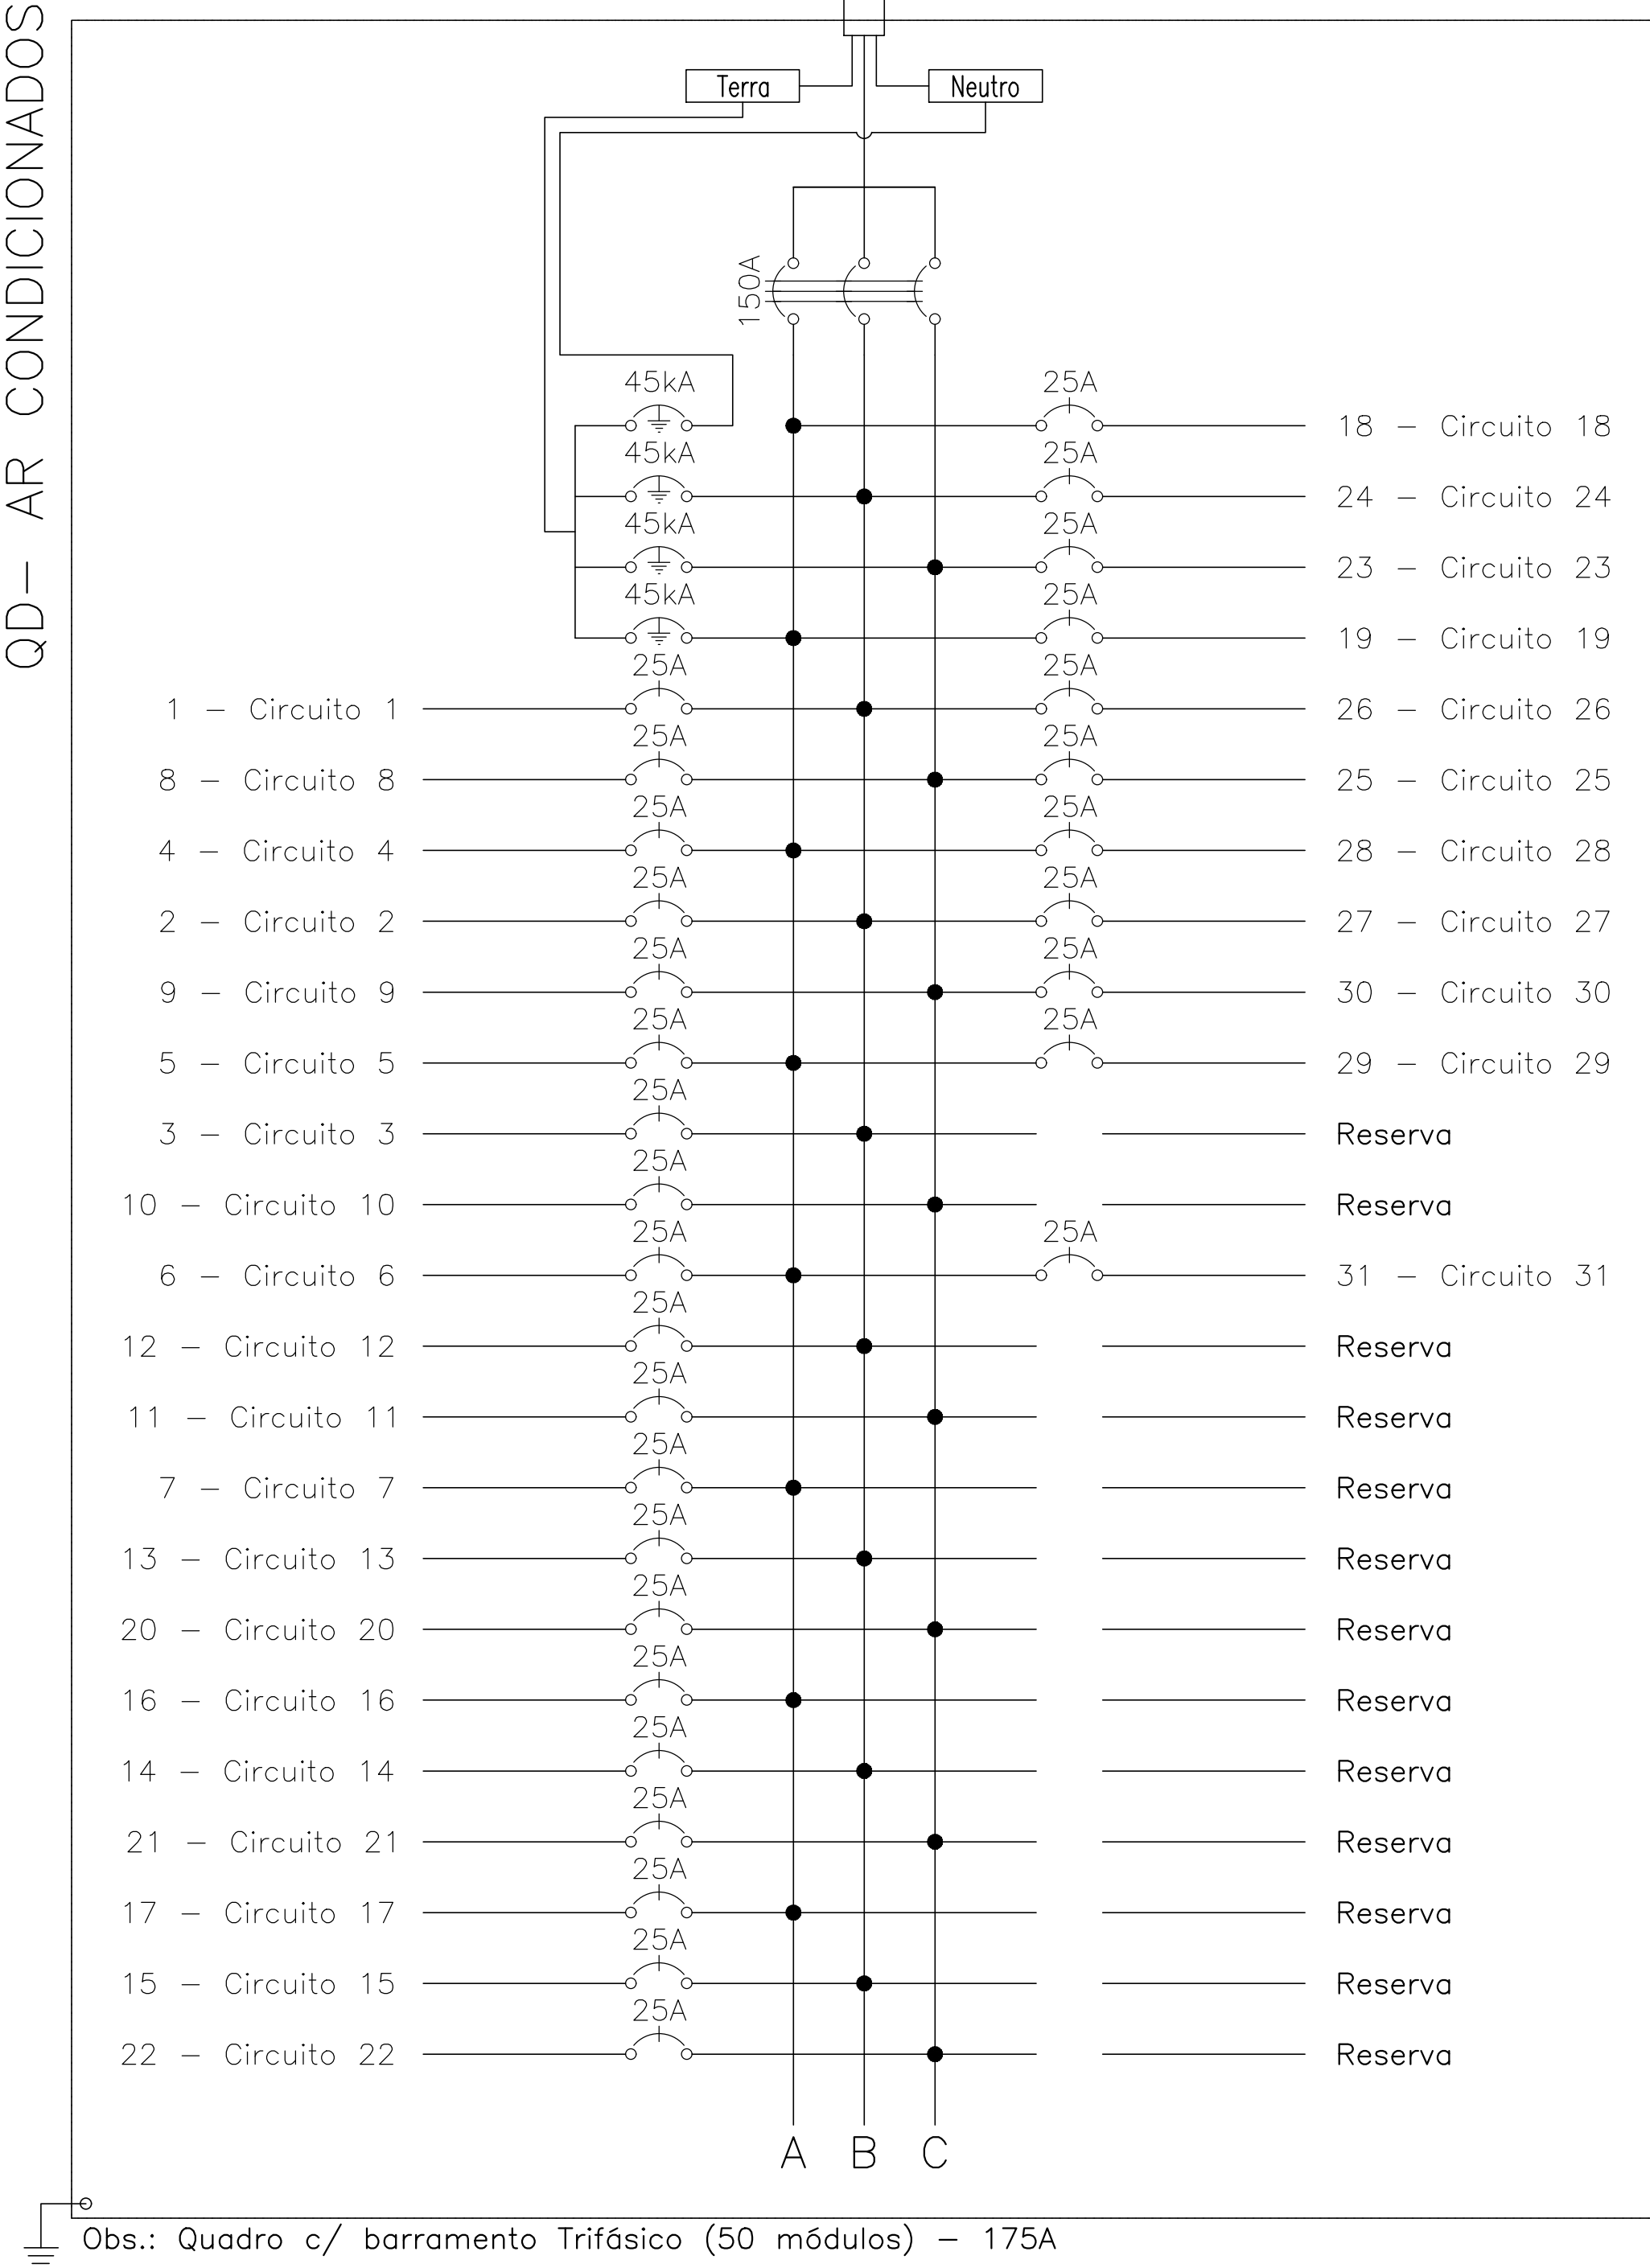 QD- AR CONDICIONADOS
Terra
Neutro
150A
45kA
25A
18 - Circuito 18
45kA
25A
24 - Circuito 24
45kA
25A
23 - Circuito 23
45kA
25A
19 - Circuito 19
25A
25A
1 - Circuito 1
26 - Circuito 26
25A
25A
8 - Circuito 8
25 - Circuito 25
25A
25A
4 - Circuito 4
28 - Circuito 28
25A
25A
2 - Circuito 2
27 - Circuito 27
25A
25A
9 - Circuito 9
30 - Circuito 30
25A
25A
5 - Circuito 5
29 - Circuito 29
25A
3 - Circuito 3
Reserva
25A
10 - Circuito 10
Reserva
25A
25A
6 - Circuito 6
31 - Circuito 31
25A
12 - Circuito 12
Reserva
25A
11 - Circuito 11
Reserva
25A
7 - Circuito 7
Reserva
25A
13 - Circuito 13
Reserva
25A
20 - Circuito 20
Reserva
25A
16 - Circuito 16
Reserva
25A
14 - Circuito 14
Reserva
25A
21 - Circuito 21
Reserva
25A
17 - Circuito 17
Reserva
25A
15 - Circuito 15
Reserva
25A
22 - Circuito 22
Reserva
A B C
Obs.: Quadro c/ barramento Trifásico (50 módulos) - 175A